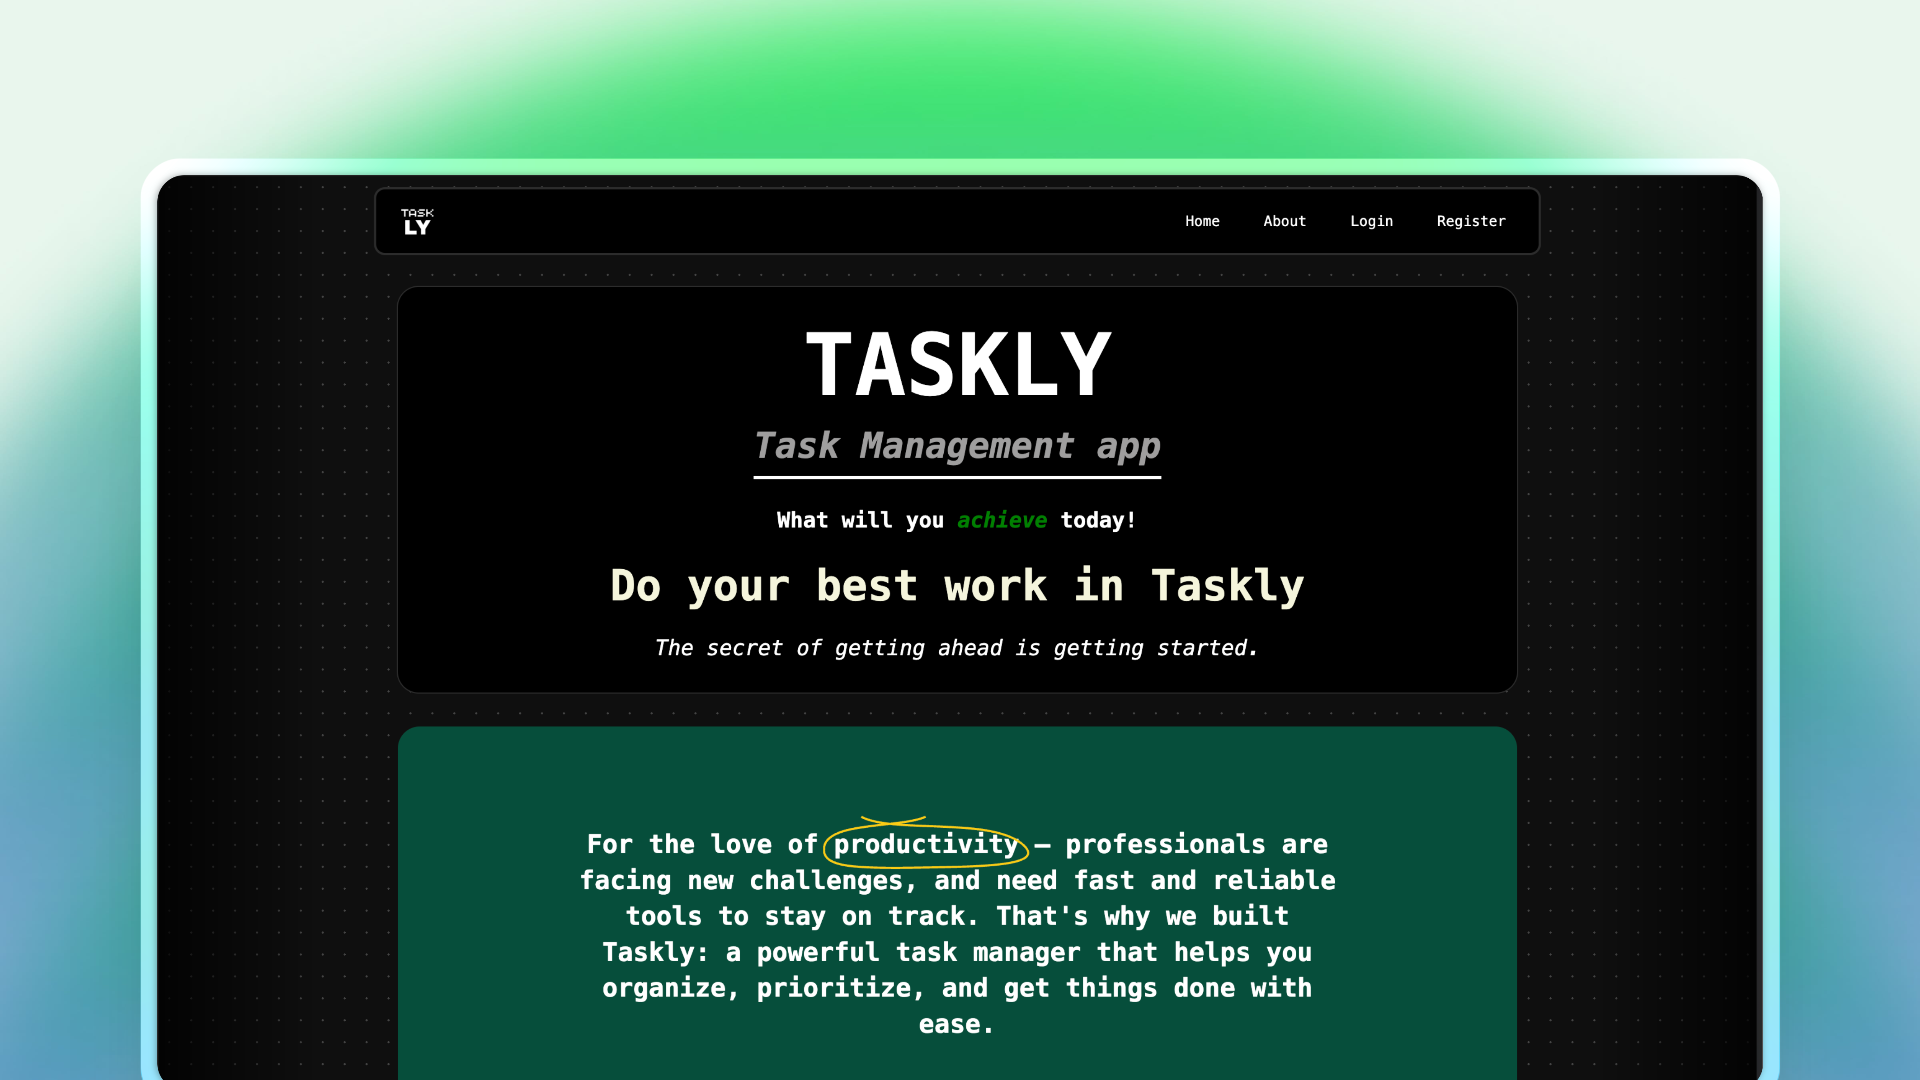 TASK
LY
Home About Login Register
TASKLY
Task Management app
What will you achieve today!
Do your best work in Taskly
The secret of getting ahead is getting started.
For the love of productivity — professionals are
facing new challenges, and need fast and reliable
tools to stay on track. That's why we built
Taskly: a powerful task manager that helps you
organize, prioritize, and get things done with
ease.